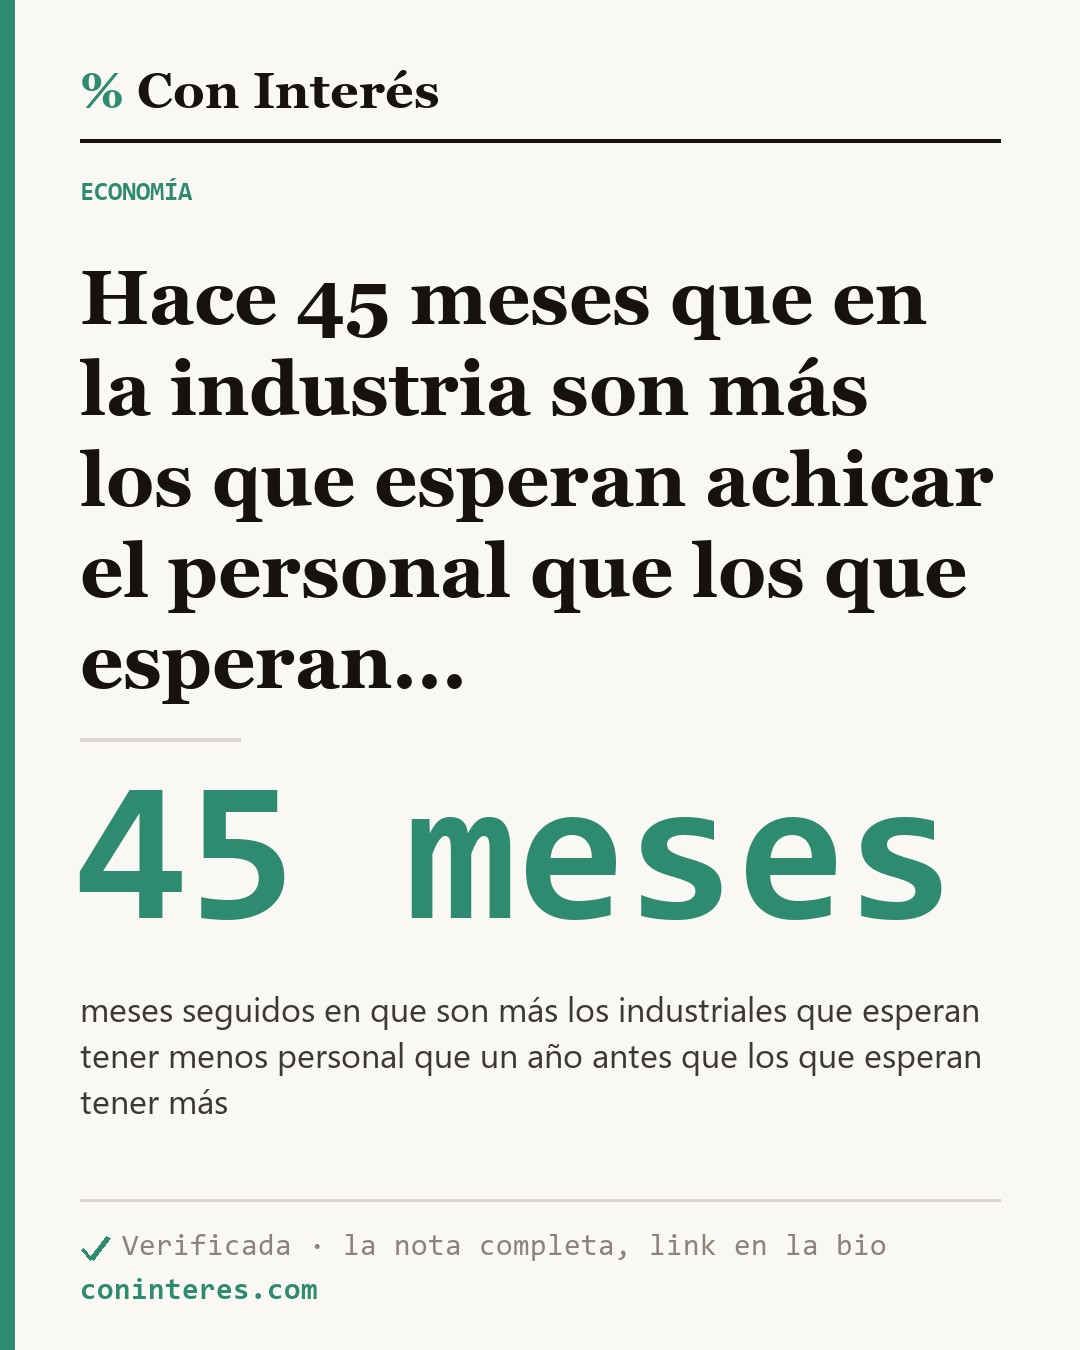 % Con Interés
ECONOMÍA
Hace 45 meses que en
la industria son más
los que esperan achicar
el personal que los que
esperan...
45 meses
meses seguidos en que son más los industriales que esperan
tener menos personal que un año antes que los que esperan
tener más
✓ Verificada · la nota completa, link en la bio
coninteres.com